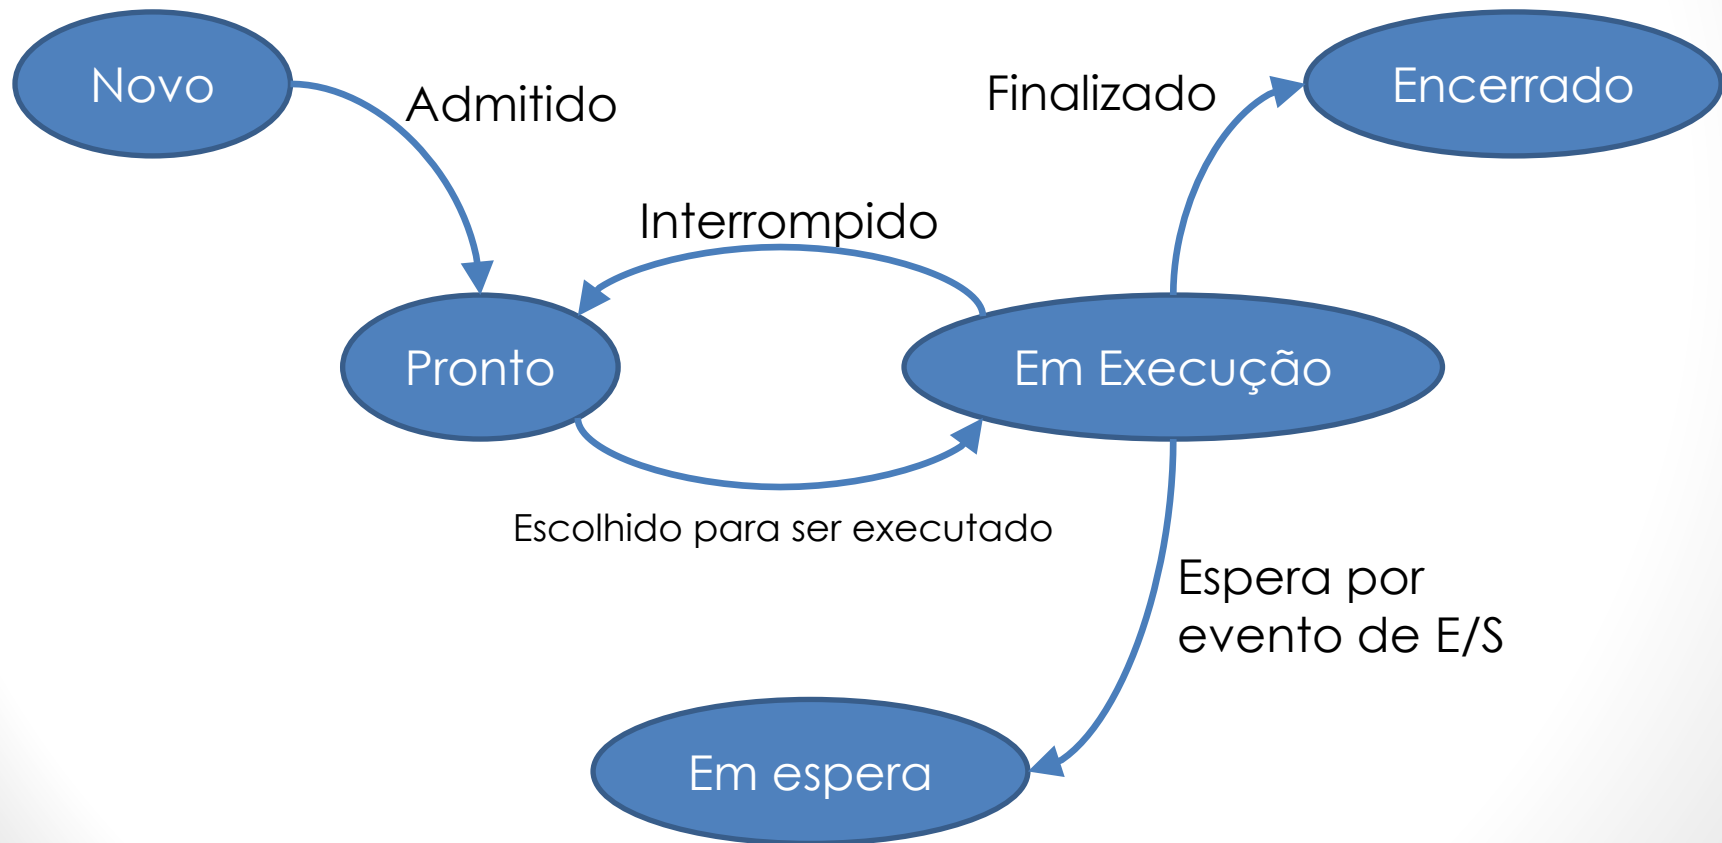 Novo
Admitido
Finalizado
Encerrado
Interrompido
Pronto
Em Execução
Escolhido para ser executado
Espera por
evento de E/S
Em espera